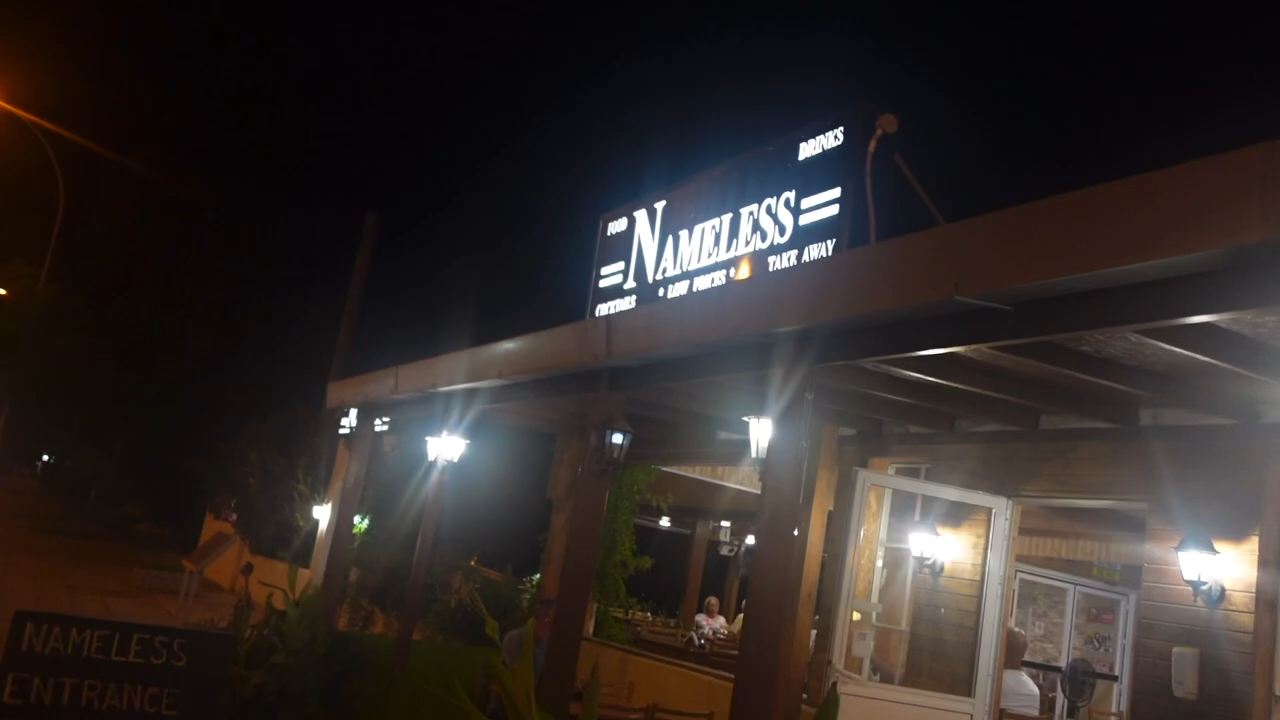 DRINKS
FOOD
=NAMELESS=
COCKTAILS * LOW PRICES * TAKE AWAY
NAMELESS
ENTRANCE